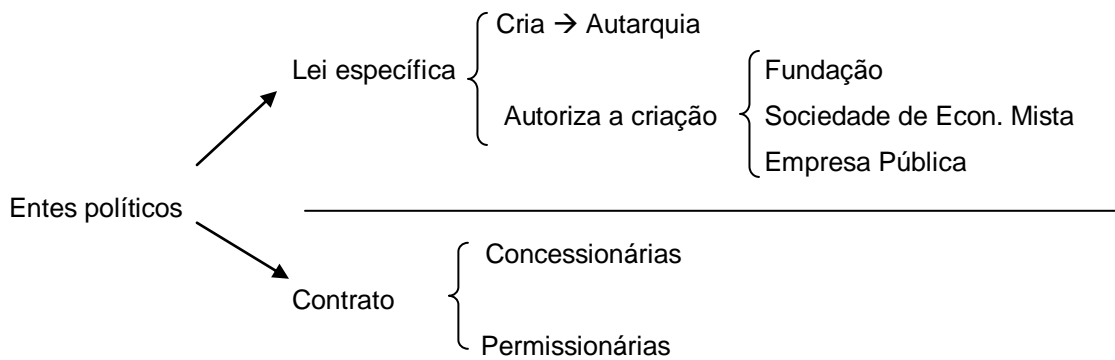 Cria → Autarquia
Lei específica
Fundação
Autoriza a criação
Sociedade de Econ. Mista
Empresa Pública
Entes políticos
Concessionárias
Contrato
Permissionárias